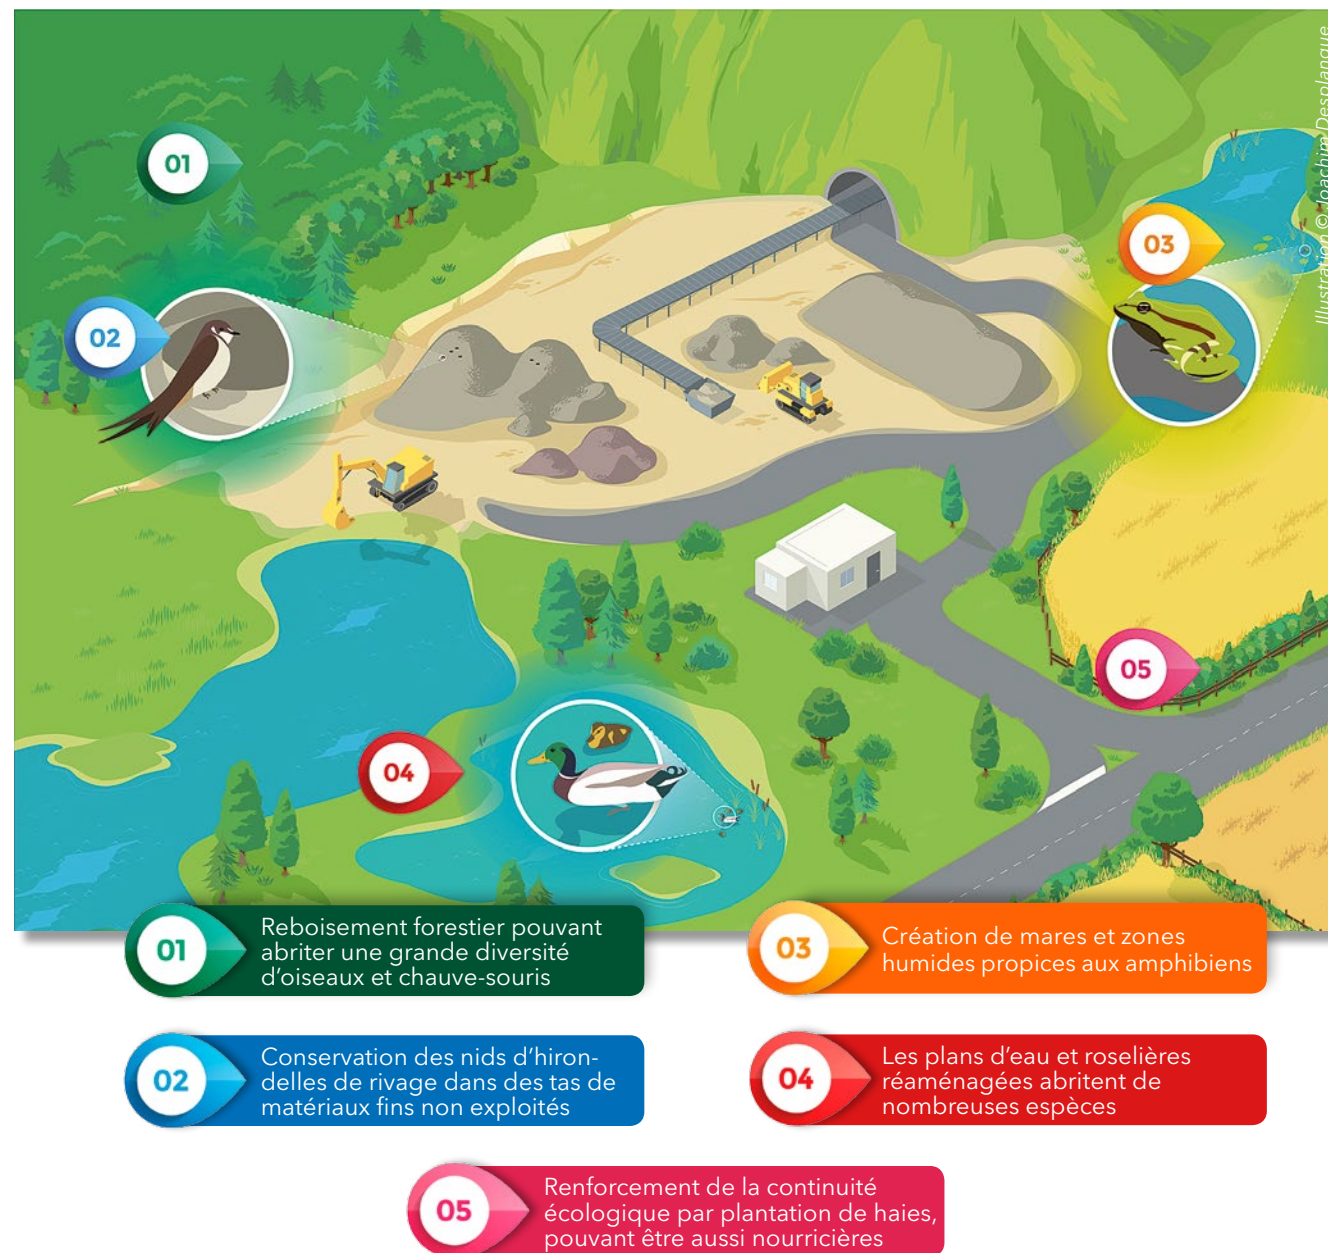 Illustration © Joachim Desplanque
01
02
03
04
05
01
Reboisement forestier pouvant
abriter une grande diversité
d'oiseaux et chauve-souris
02
Conservation des nids d'hiron-
delles de rivage dans des tas de
matériaux fins non exploités
03
Création de mares et zones
humides propices aux amphibiens
04
Les plans d'eau et roselières
réaménagées abritent de
nombreuses espèces
05
Renforcement de la continuité
écologique par plantation de haies,
pouvant être aussi nourricières